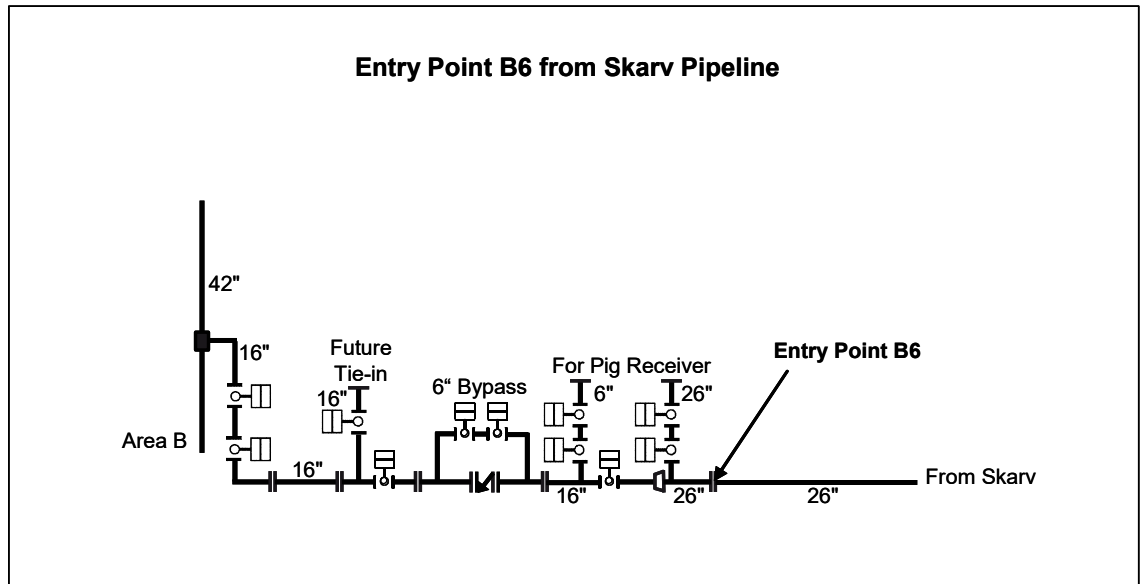 Entry Point B6 from Skarv Pipeline
42"
16"
Future
Tie-in
16"
6“ Bypass
For Pig Receiver
6"
26"
Entry Point B6
Area B
16"
16"
26"
26"
From Skarv